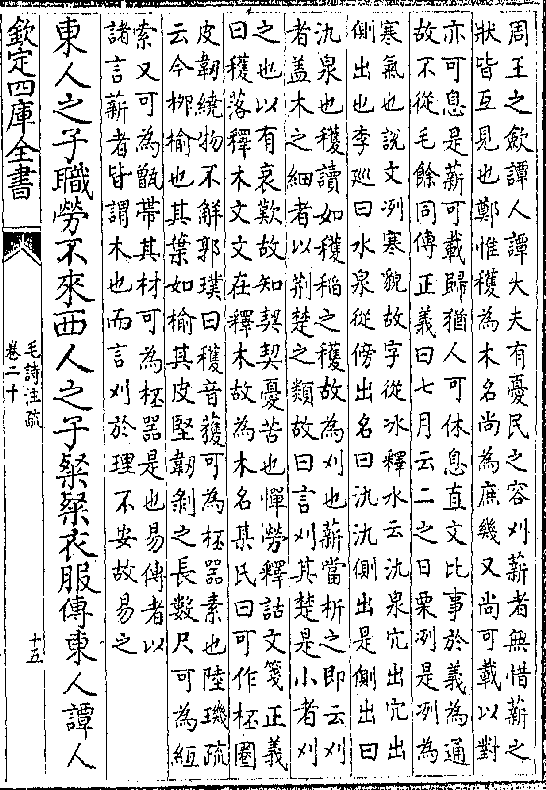 周王之斂譚人譚大夫有憂民之容刈薪者無惜薪之
狀皆互見也鄭惟穫為木名尚為庶幾又尚可載以對
亦可息是薪可載歸猶人可休息直文比事於義為通
故不從毛餘同傳正義曰七月云二之日栗冽是冽為
寒氣也說文冽寒貌故字從冰釋水云氿泉穴出穴出
側出也李廵曰水泉從傍出名曰氿氿側出是側出曰
氿泉也穫讀如穫稻之穫故為刈也薪當析之即云刈
者盖木之細者以荆楚之類故曰言刈其楚是小者刈
之也以有哀歎故知契契憂苦也憚勞釋詁文箋正義
曰穫落釋木文文在釋木故為木名某氏曰可作杯圈
皮韌繞物不解郭璞曰穫音獲可為杯器素也陸璣疏
云今椰榆也其葉如榆其皮堅韌剝之長數尺可為絙
索又可為甑帶其材可為杯器是也易傳者以
諸言薪者皆謂木也而言刈於理不安故易之
東人之子職勞不來西人之子粲粲衣服傳東人譚人
欽定四庫全書
毛詩注疏
卷二十
十五